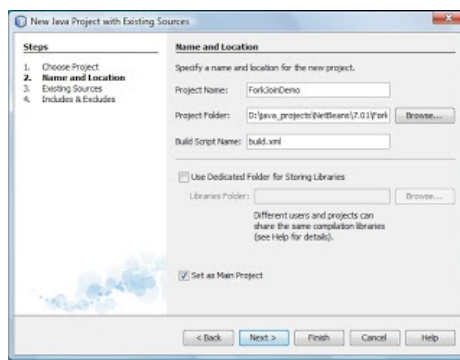 New Java Project with Existing Sources
Steps
1. Choose Project
2. Name and Location
3. Existing Sources
4. Includes & Excludes
Name and Location
Specify a name and location for the new project.
Project Name: ForkJoinDemo
Project Folder: D:\java_projects\NetBeans\7.01\Fork Browse...
Build Script Name: build.xml
Use Dedicated Folder for Storing Libraries
Libraries Folder: Browse...
Different users and projects can
share the same compilation libraries
(see Help for details).
Set as Main Project
< Back Next > Finish Cancel Help